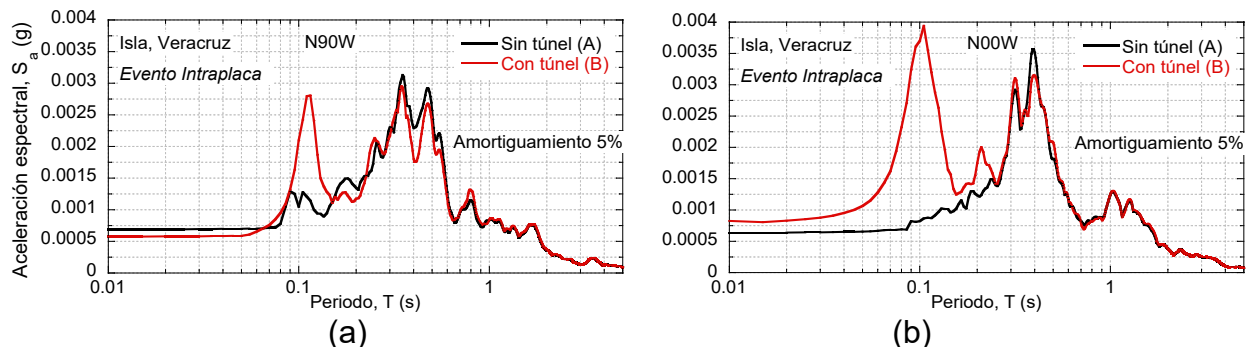 Aceleración espectral, Sa (g)
0.004
0.0035
0.003
0.0025
0.002
0.0015
0.001
0.0005
0
Isla, Veracruz
N90W
Sin túnel (A)
Con túnel (B)
Evento Intraplaca
Amortiguamiento 5%
0.01
0.1
1
Periodo, T (s)
(a)
0.004
0.0035
0.003
0.0025
0.002
0.0015
0.001
0.0005
0
Isla, Veracruz
N00W
Sin túnel (A)
Con túnel (B)
Evento Intraplaca
Amortiguamiento 5%
0.01
0.1
1
Periodo, T (s)
(b)